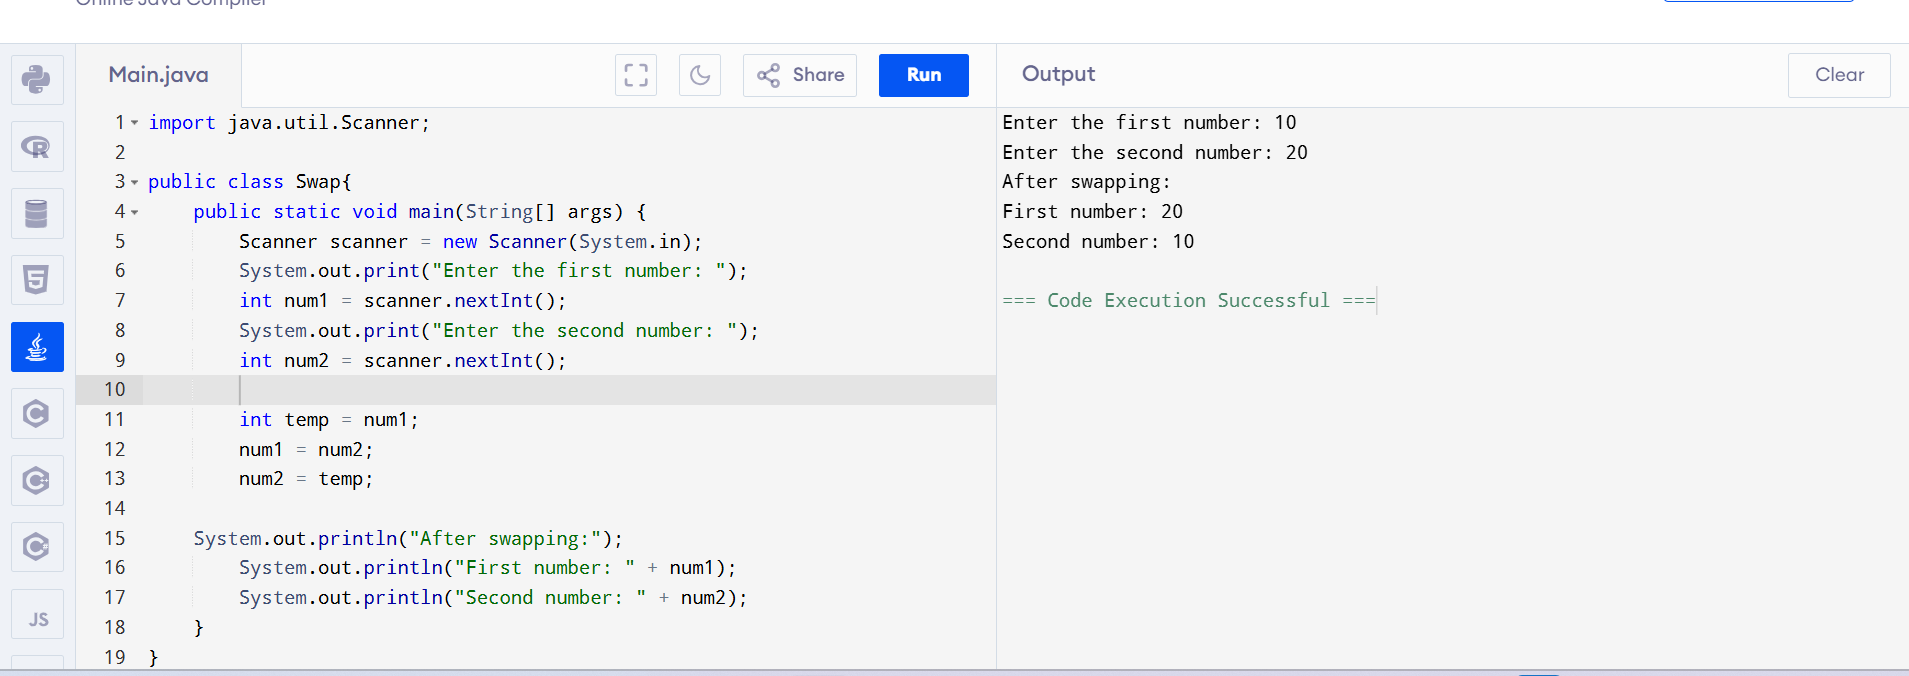 Online Java Compiler
Main.java
Share
Run
Output
Clear
1 import java.util.Scanner;
2
3 public class Swap{
4     public static void main(String[] args) {
5         Scanner scanner = new Scanner(System.in);
6         System.out.print("Enter the first number: ");
7         int num1 = scanner.nextInt();
8         System.out.print("Enter the second number: ");
9         int num2 = scanner.nextInt();
10
11         int temp = num1;
12         num1 = num2;
13         num2 = temp;
14
15     System.out.println("After swapping:");
16         System.out.println("First number: " + num1);
17         System.out.println("Second number: " + num2);
18     }
19 }
Enter the first number: 10
Enter the second number: 20
After swapping:
First number: 20
Second number: 10
=== Code Execution Successful ===
R
5
C
C
C
JS